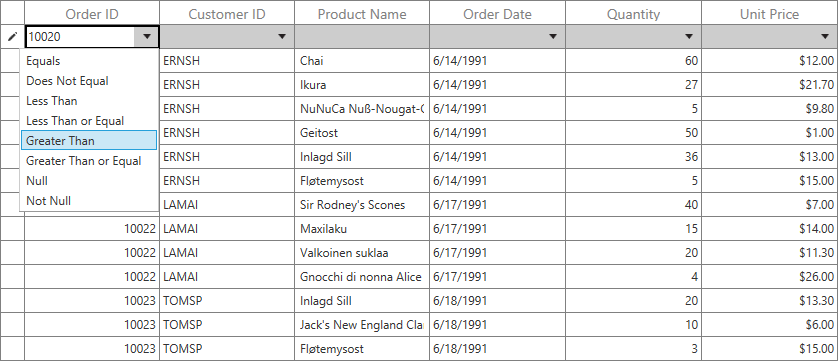 Order ID Customer ID Product Name Order Date Quantity Unit Price
10020
Equals ERNSH Chai 6/14/1991 60 $12.00
Does Not Equal ERNSH Ikura 6/14/1991 27 $21.70
Less Than ERNSH NuNuCa Nuß-Nougat-C 6/14/1991 5 $9.80
Less Than or Equal ERNSH Geitost 6/14/1991 50 $1.00
Greater Than ERNSH Inlagd Sill 6/14/1991 36 $13.00
Greater Than or Equal ERNSH Fløtemysost 6/14/1991 5 $15.00
Null
Not Null LAMAI Sir Rodney's Scones 6/17/1991 40 $7.00
10022 LAMAI Maxilaku 6/17/1991 15 $14.00
10022 LAMAI Valkoinen suklaa 6/17/1991 20 $11.30
10022 LAMAI Gnocchi di nonna Alice 6/17/1991 4 $26.00
10023 TOMSP Inlagd Sill 6/18/1991 20 $13.30
10023 TOMSP Jack's New England Cla 6/18/1991 10 $6.00
10023 TOMSP Fløtemysost 6/18/1991 3 $15.00